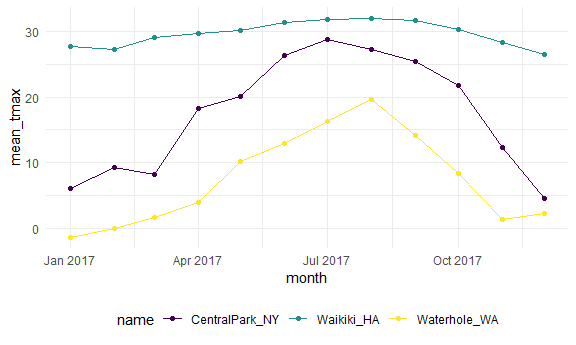 30
20
10
0
mean_tmax
Jan 2017 Apr 2017 Jul 2017 Oct 2017
month
name CentralPark_NY Waikiki_HA Waterhole_WA